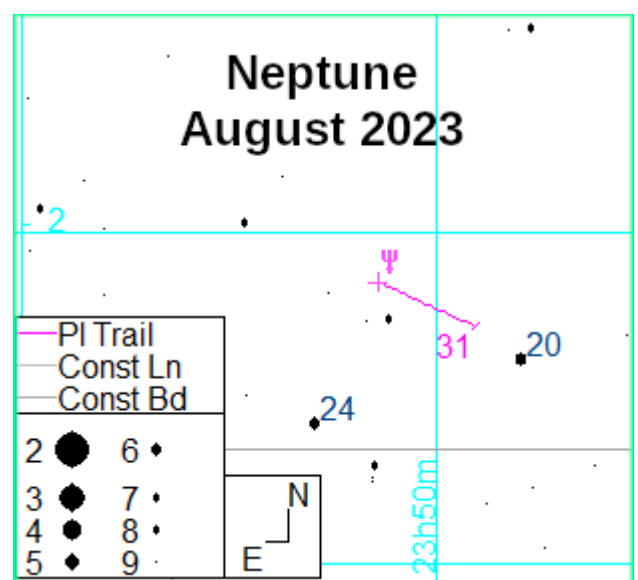 Neptune
August 2023
- 2
♆
31
20
24
Pl Trail
Const Ln
Const Bd
2 6
3 7
4 8
5 9
N
E
23h50m